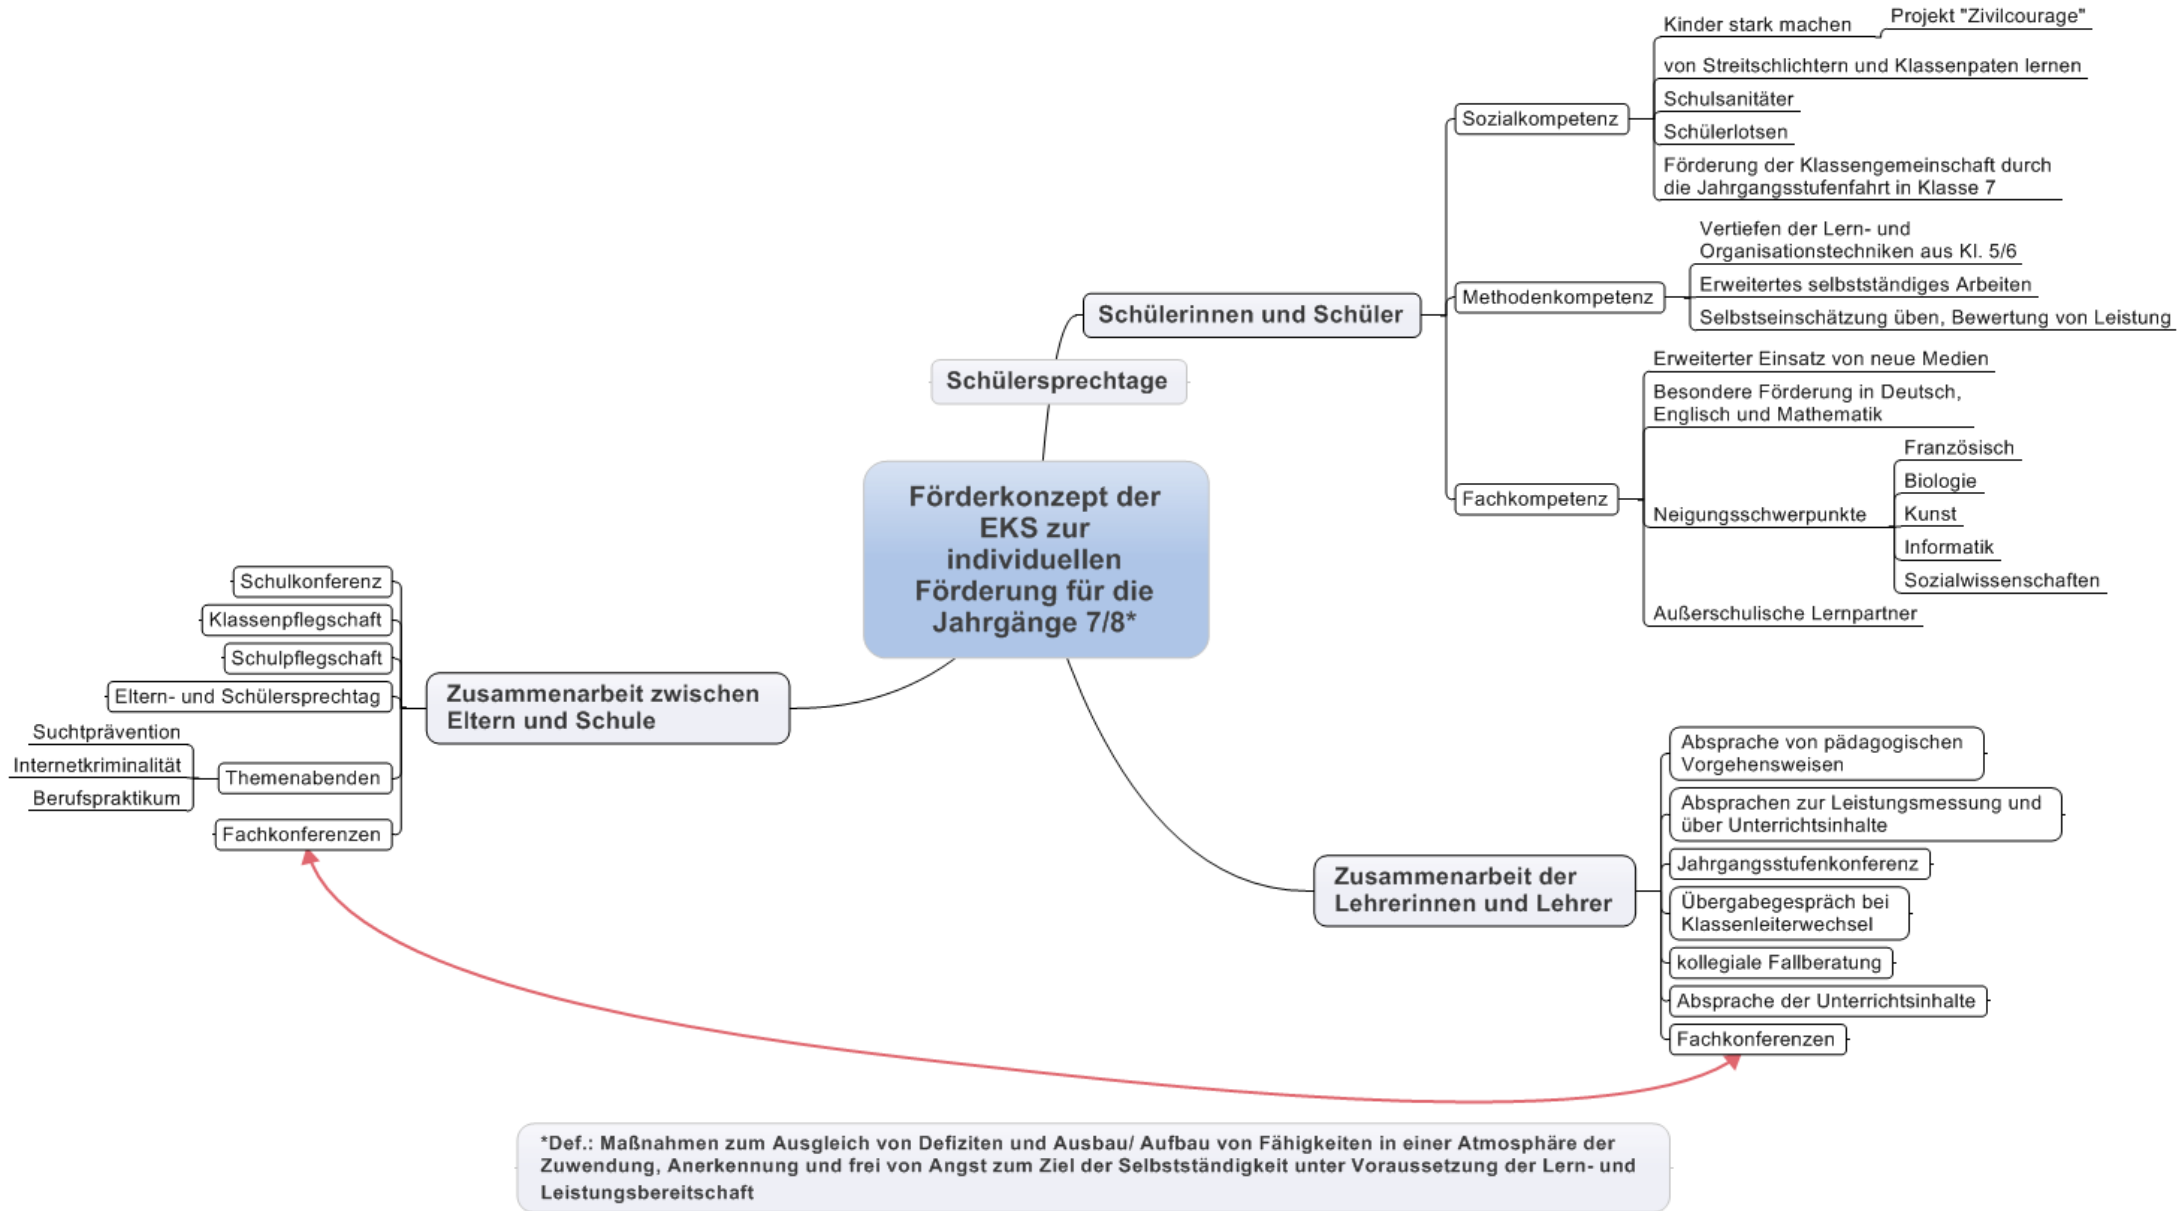 Kinder stark machen
Projekt "Zivilcourage"
von Streitschlichtern und Klassenpaten lernen
Schulsanitäter
Schülerlotsen
Förderung der Klassengemeinschaft durch
die Jahrgangsstufenfahrt in Klasse 7
Sozialkompetenz
Vertiefen der Lern- und
Organisationstechniken aus Kl. 5/6
Erweitertes selbstständiges Arbeiten
Selbstseinschätzung üben, Bewertung von Leistung
Methodenkompetenz
Schülerinnen und Schüler
Schülersprechtage
Erweiterter Einsatz von neue Medien
Besondere Förderung in Deutsch,
Englisch und Mathematik
Fachkompetenz
Neigungsschwerpunkte
Französisch
Biologie
Kunst
Informatik
Sozialwissenschaften
Außerschulische Lernpartner
Förderkonzept der
EKS zur
individuellen
Förderung für die
Jahrgänge 7/8*
Schulkonferenz
Klassenpflegschaft
Schulpflegschaft
Eltern- und Schülersprechtag
Suchtprävention
Internetkriminalität
Berufspraktikum
Themenabenden
Fachkonferenzen
Zusammenarbeit zwischen
Eltern und Schule
Zusammenarbeit der
Lehrerinnen und Lehrer
Absprache von pädagogischen
Vorgehensweisen
Absprachen zur Leistungsmessung und
über Unterrichtsinhalte
Jahrgangsstufenkonferenz
Übergabegespräch bei
Klassenleiterwechsel
kollegiale Fallberatung
Absprache der Unterrichtsinhalte
Fachkonferenzen
*Def.: Maßnahmen zum Ausgleich von Defiziten und Ausbau/ Aufbau von Fähigkeiten in einer Atmosphäre der
Zuwendung, Anerkennung und frei von Angst zum Ziel der Selbstständigkeit unter Voraussetzung der Lern- und
Leistungsbereitschaft